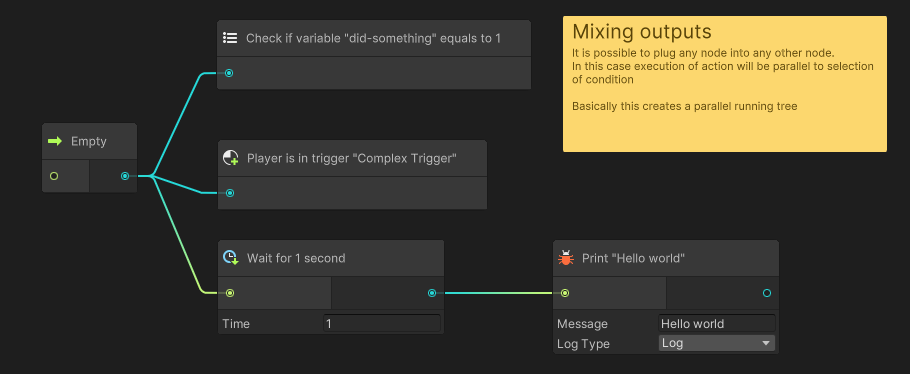 Check if variable "did-something" equals to 1
Mixing outputs
It is possible to plug any node into any other node.
In this case execution of action will be parallel to selection
of condition
Basically this creates a parallel running tree
Empty
Player is in trigger "Complex Trigger"
Wait for 1 second
Time 1
Print "Hello world"
Message Hello world
Log Type Log